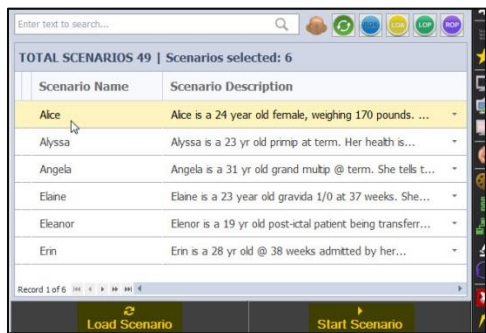 Enter text to search...
LOA LOP ROP
TOTAL SCENARIOS 49 | Scenarios selected: 6
Scenario Name Scenario Description
Alice Alice is a 24 year old female, weighing 170 pounds. ...
Alyssa Alyssa is a 23 yr old primip at term. Her health is...
Angela Angela is a 31 yr old grand multip @ term. She tells t...
Elaine Elaine is a 23 year old gravida 1/0 at 37 weeks. She...
Eleanor Elenor is a 19 yr old post-ictal patient being transferr...
Erin Erin is a 28 yr old @ 38 weeks admitted by her...
Record 1 of 6
Load Scenario Start Scenario